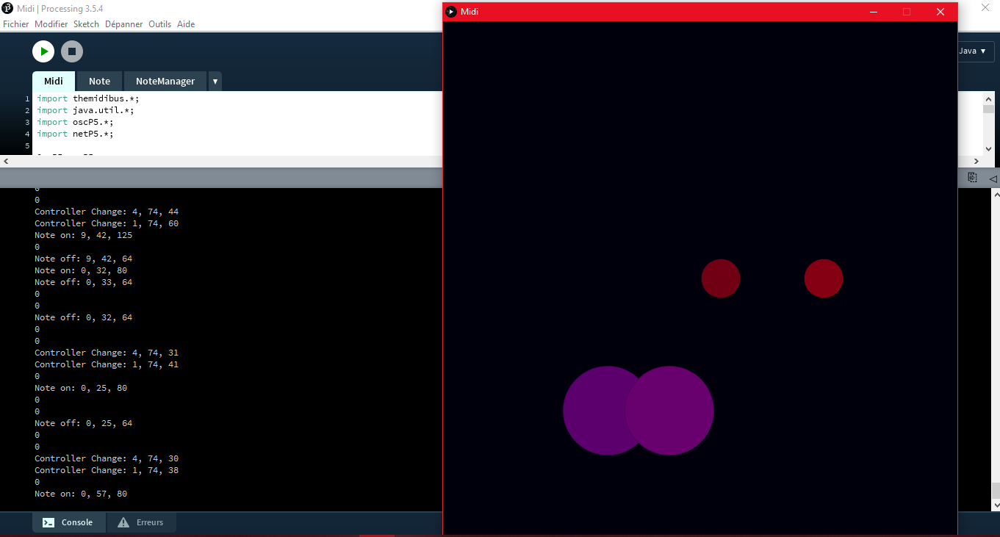 Midi | Processing 3.5.4
Fichier Modifier Sketch Dépanner Outils Aide
Midi
Java ▼
Midi Note NoteManager ▼
1 import themidibus.*;
2 import java.util.*;
3 import oscP5.*;
4 import netP5.*;
5
0
0
Controller Change: 4, 74, 44
Controller Change: 1, 74, 60
Note on: 9, 42, 125
0
Note off: 9, 42, 64
Note on: 0, 32, 80
Note off: 0, 33, 64
0
0
Note off: 0, 32, 64
0
0
Controller Change: 4, 74, 31
Controller Change: 1, 74, 41
0
Note on: 0, 25, 80
0
0
Note off: 0, 25, 64
0
0
Controller Change: 4, 74, 30
Controller Change: 1, 74, 38
0
Note on: 0, 57, 80
Console Erreurs